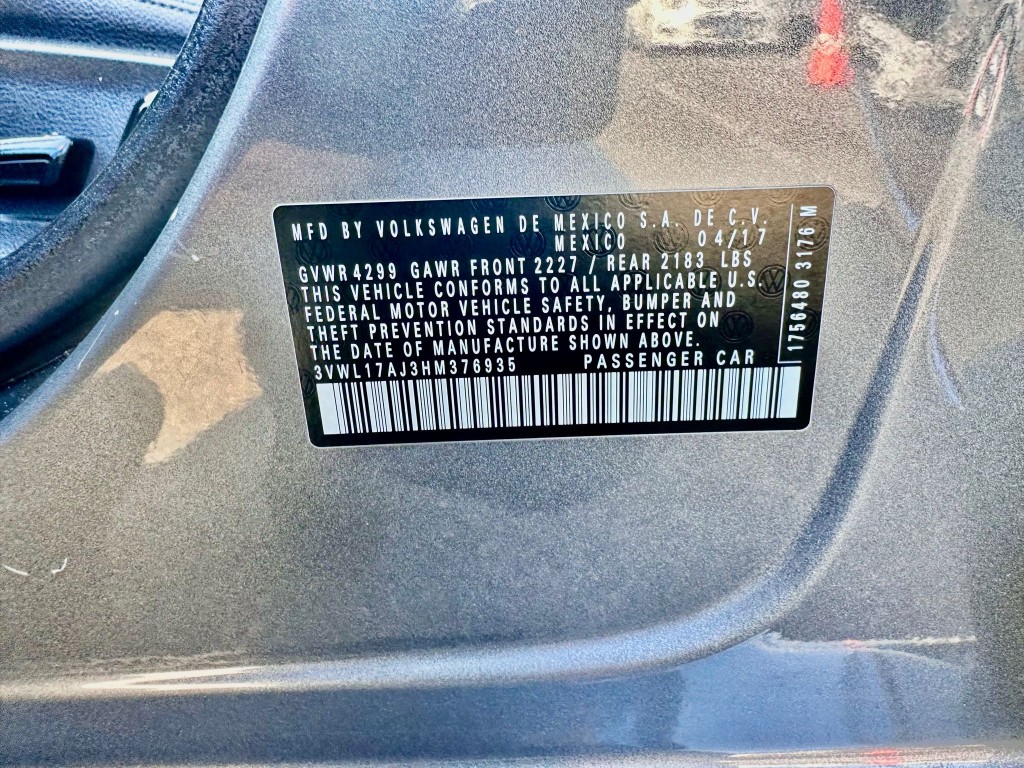 MFD BY VOLKSWAGEN DE MEXICO S.A. DE C.V.
MEXICO 04/17
GVWR 4299 GAWR FRONT 2227 / REAR 2183 LBS
THIS VEHICLE CONFORMS TO ALL APPLICABLE U.S.
FEDERAL MOTOR VEHICLE SAFETY, BUMPER AND
THEFT PREVENTION STANDARDS IN EFFECT ON
THE DATE OF MANUFACTURE SHOWN ABOVE.
3VWL17AJ3HM376935 PASSENGER CAR
1756480 3176 M